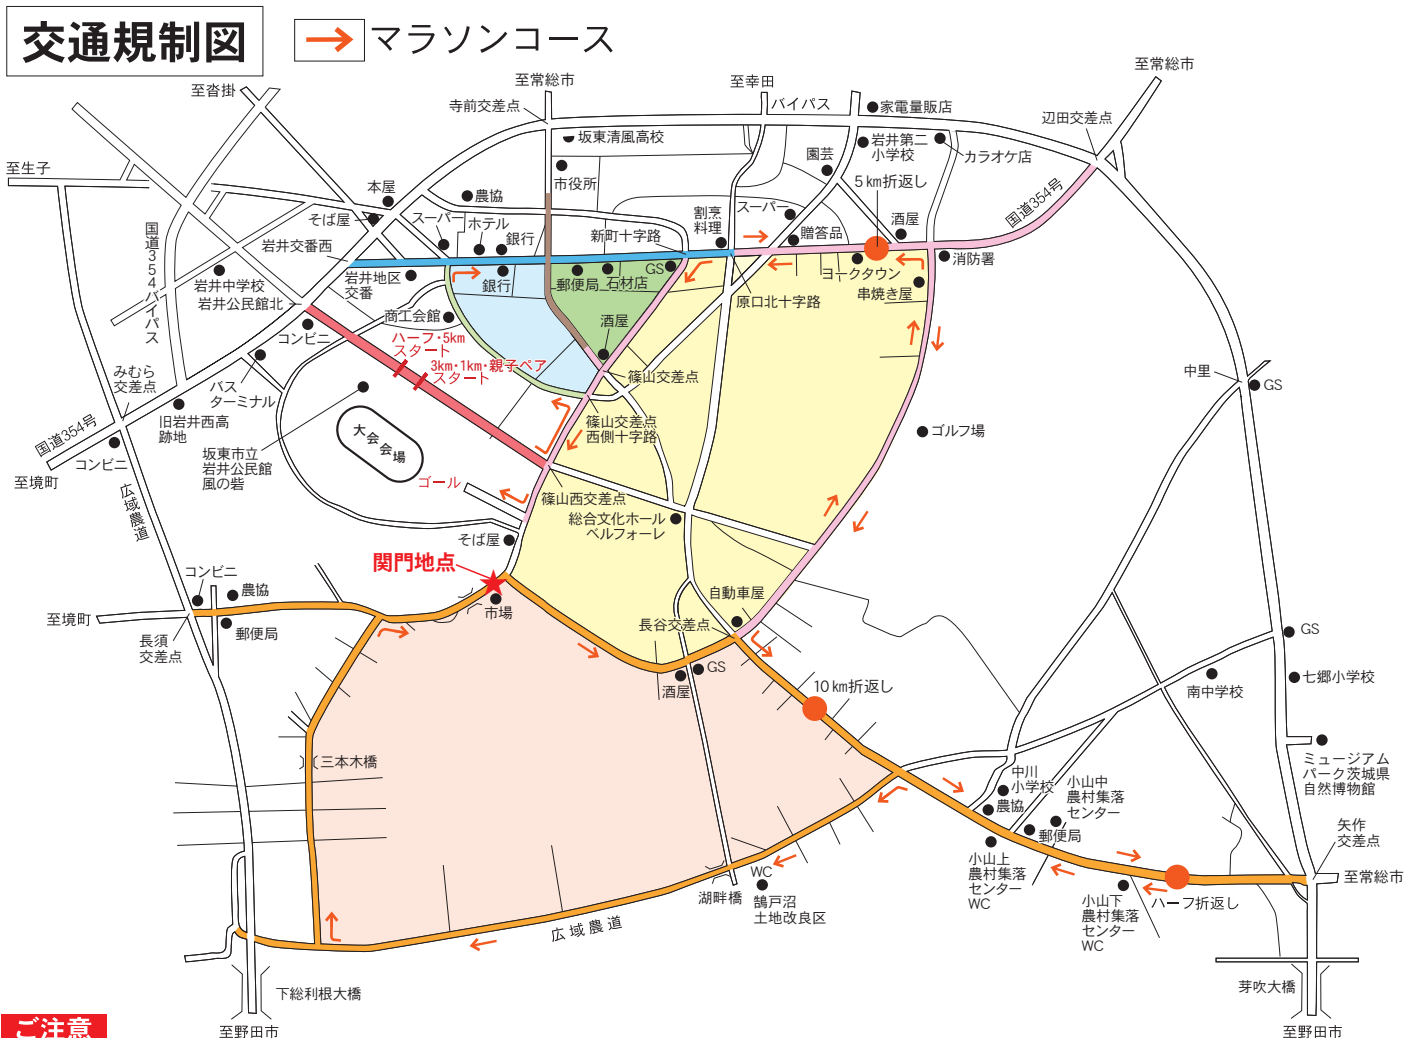 交通規制図
マラソンコース
至常総市
至沓掛
至常総市
至幸田
寺前交差点
バイパス
家電量販店
辺田交差点
坂東清風高校
岩井第二
小学校
カラオケ店
園芸
至生子
市役所
5km折返し
本屋
農協
国道354号
そば屋
スーパー
ホテル
割烹
料理
スーパー
国道354バイパス
銀行
新町十字路
贈答品
酒屋
岩井交番西
消防署
岩井中学校
岩井地区
交番
銀行
郵便局
石材店
GS
ヨークタウン
串焼き屋
岩井公民館北
原口北十字路
商工会館
酒屋
コンビニ
ハーフ・5km
スタート
3km・1km・親子ペア
スタート
篠山交差点
みむら
交差点
バス
ターミナル
中里
GS
旧岩井西高
跡地
篠山交差点
西側十字路
大会会場
ゴルフ場
国道354号
コンビニ
坂東市立
岩井公民館
風の砦
至境町
ゴール
広域農道
篠山西交差点
総合文化ホール
ベルフォーレ
そば屋
関門地点
コンビニ
農協
市場
自動車屋
至境町
郵便局
長谷交差点
GS
長須
交差点
GS
酒屋
10km折返し
七郷小学校
南中学校
三本木橋
ミュージアム
パーク茨城県
自然博物館
中川
小学校
小山中
農村集落
センター
農協
郵便局
矢作
交差点
小山上
農村集落
センター
WC
WC
湖畔橋
鵠戸沼
土地改良区
至常総市
小山下
農村集落
センター
WC
ハーフ折返し
広域農道
下総利根大橋
芽吹大橋
ご注意
至野田市
至野田市